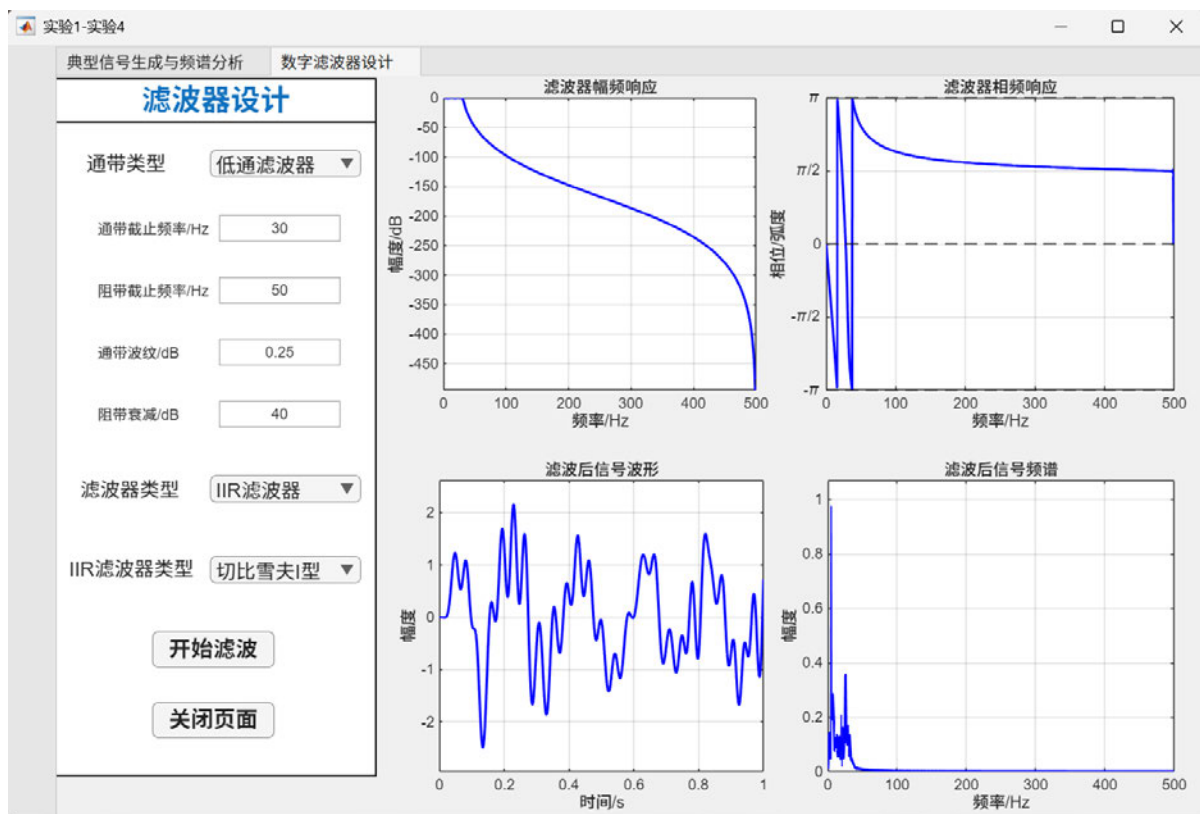 实验1-实验4
典型信号生成与频谱分析
数字滤波器设计
滤波器设计
通带类型
低通滤波器
通带截止频率/Hz
30
阻带截止频率/Hz
50
通带波纹/dB
0.25
阻带衰减/dB
40
滤波器类型
IIR滤波器
IIR滤波器类型
切比雪夫I型
开始滤波
关闭页面
滤波器幅频响应
幅度/dB
0
-50
-100
-150
-200
-250
-300
-350
-400
-450
0 100 200 300 400 500
频率/Hz
滤波器相频响应
相位/弧度
π
π/2
0
-π/2
-π
0 100 200 300 400 500
频率/Hz
滤波后信号波形
幅度
2
1
0
-1
-2
0 0.2 0.4 0.6 0.8 1
时间/s
滤波后信号频谱
幅度
1
0.8
0.6
0.4
0.2
0
0 100 200 300 400 500
频率/Hz